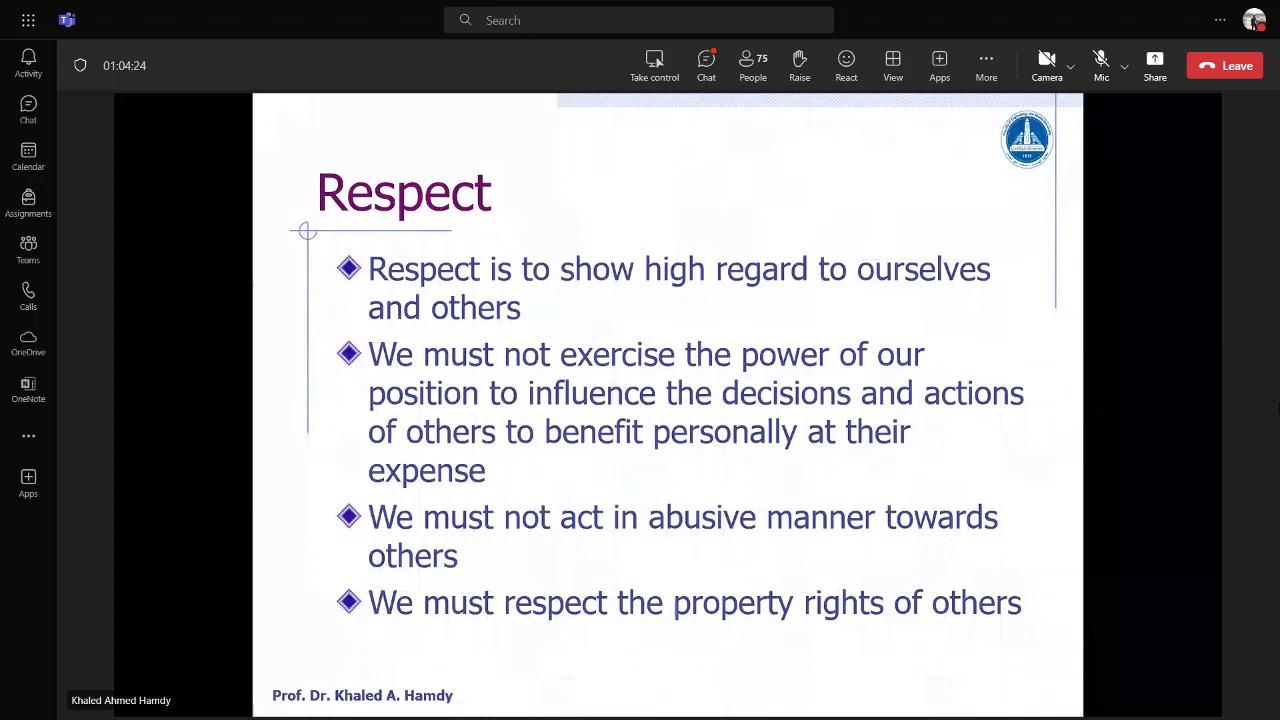 Search
01:04:24
Take control
Chat
75
People
Raise
React
View
Apps
More
Camera
Mic
Share
Leave
Activity
Chat
Calendar
Assignments
Teams
Calls
OneDrive
OneNote
Apps
Respect
Respect is to show high regard to ourselves
and others
We must not exercise the power of our
position to influence the decisions and actions
of others to benefit personally at their
expense
We must not act in abusive manner towards
others
We must respect the property rights of others
Prof. Dr. Khaled A. Hamdy
Khaled Ahmed Hamdy